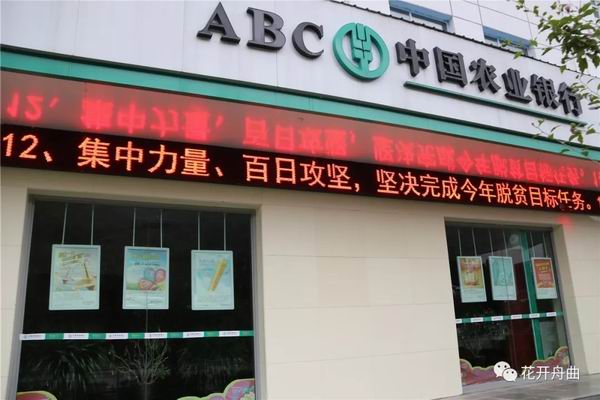 ABC 中国农业银行
12、集中力量、百日攻坚，坚决完成今年脱贫目标任务。
花开舟曲